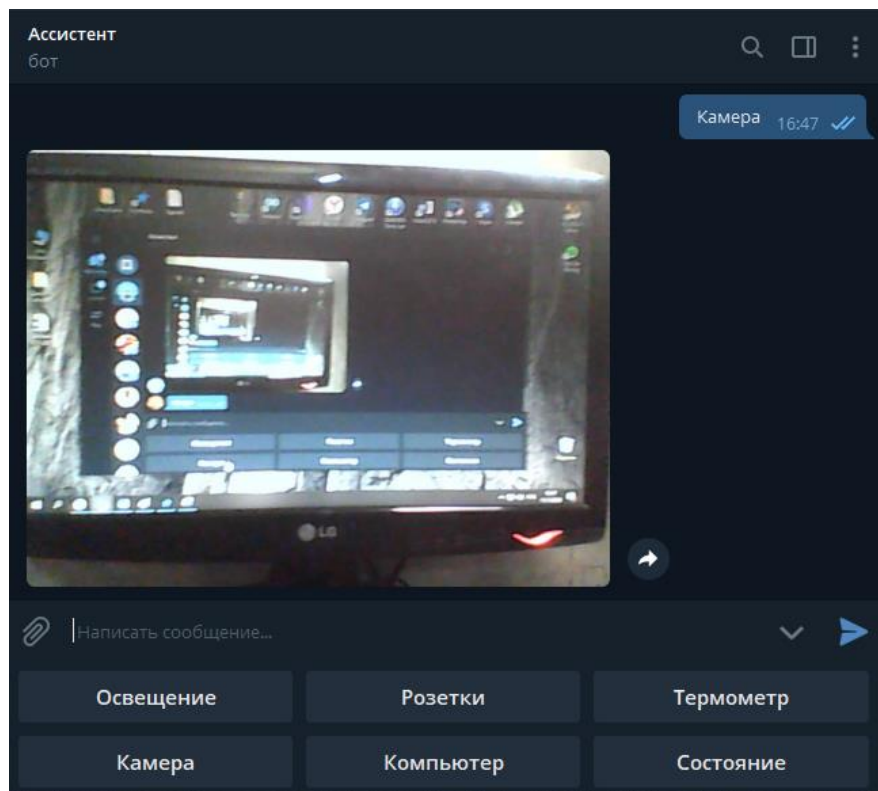 Ассистент
бот
Камера 16:47
LG
Написать сообщение...
Освещение Розетки Термометр
Камера Компьютер Состояние